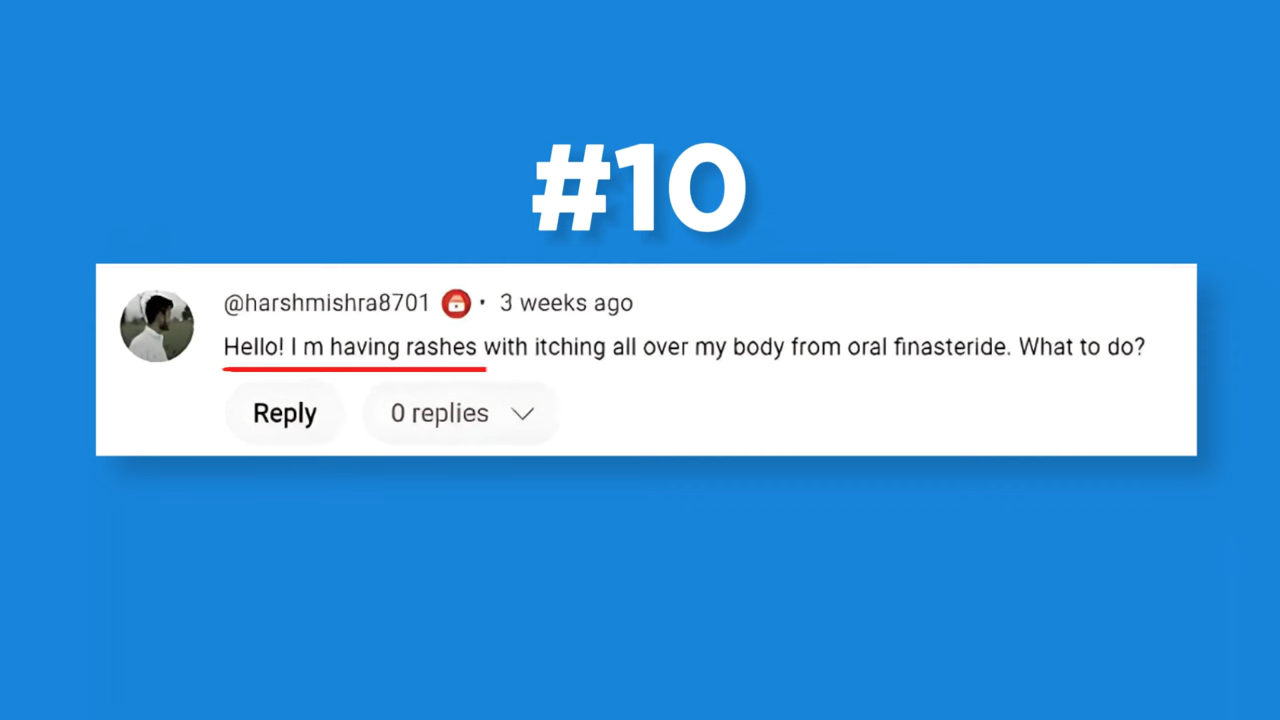 #10
@harshmishra8701 · 3 weeks ago
Hello! I m having rashes with itching all over my body from oral finasteride. What to do?
Reply 0 replies